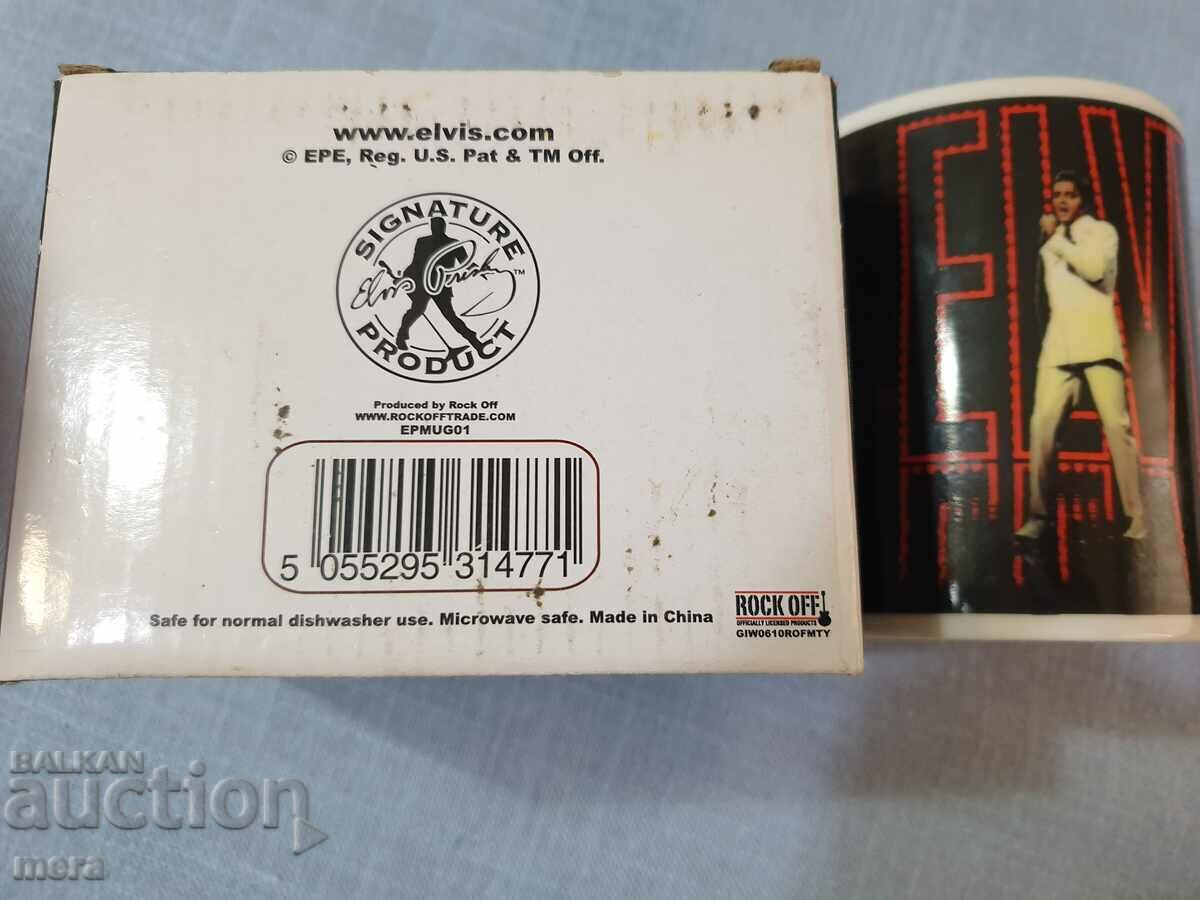 www.elvis.com
© EPE, Reg. U.S. Pat & TM Off.
SIGNATURE
Elvis Presley™
PRODUCT
Produced by Rock Off
WWW.ROCKOFFTRADE.COM
EPMUG01
5 055295 314771
Safe for normal dishwasher use. Microwave safe. Made in China
ROCK OFF
OFFICIALLY LICENSED PRODUCTS
GIW0610ROFMTY
ELV
BALKAN
auction
mera